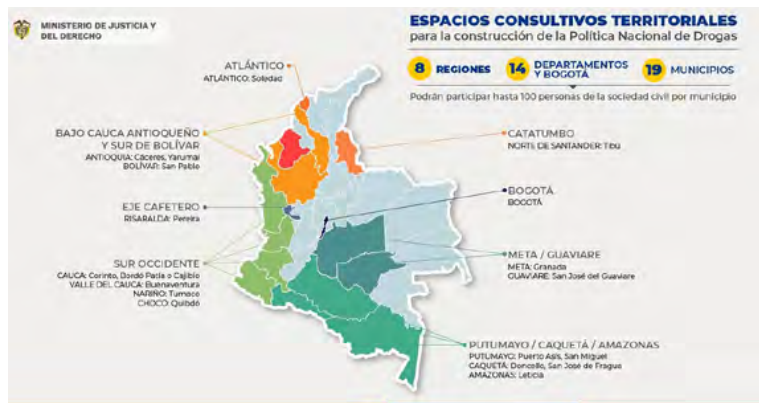 MINISTERIO DE JUSTICIA Y
DEL DERECHO
ESPACIOS CONSULTIVOS TERRITORIALES
para la construcción de la Política Nacional de Drogas
8 REGIONES
14 DEPARTAMENTOS
Y BOGOTÁ
19 MUNICIPIOS
Podrán participar hasta 100 personas de la sociedad civil por municipio
ATLÁNTICO
ATLÁNTICO: Soledad
BAJO CAUCA ANTIOQUEÑO
Y SUR DE BOLÍVAR
ANTIOQUIA: Cáceres, Yarumal
BOLÍVAR: San Pablo
EJE CAFETERO
RISARALDA: Pereira
SUR OCCIDENTE
CAUCA: Corinto, Bordó Patía o Cajibío
VALLE DEL CAUCA: Buenaventura
NARIÑO: Tumaco
CHOCÓ: Quibdó
CATATUMBO
NORTE DE SANTANDER: Tibú
BOGOTÁ
BOGOTÁ
META / GUAVIARE
META: Granada
GUAVIARE: San José del Guaviare
PUTUMAYO / CAQUETÁ / AMAZONAS
PUTUMAYO: Puerto Asís, San Miguel
CAQUETÁ: Doncello, San José de Fragua
AMAZONAS: Leticia